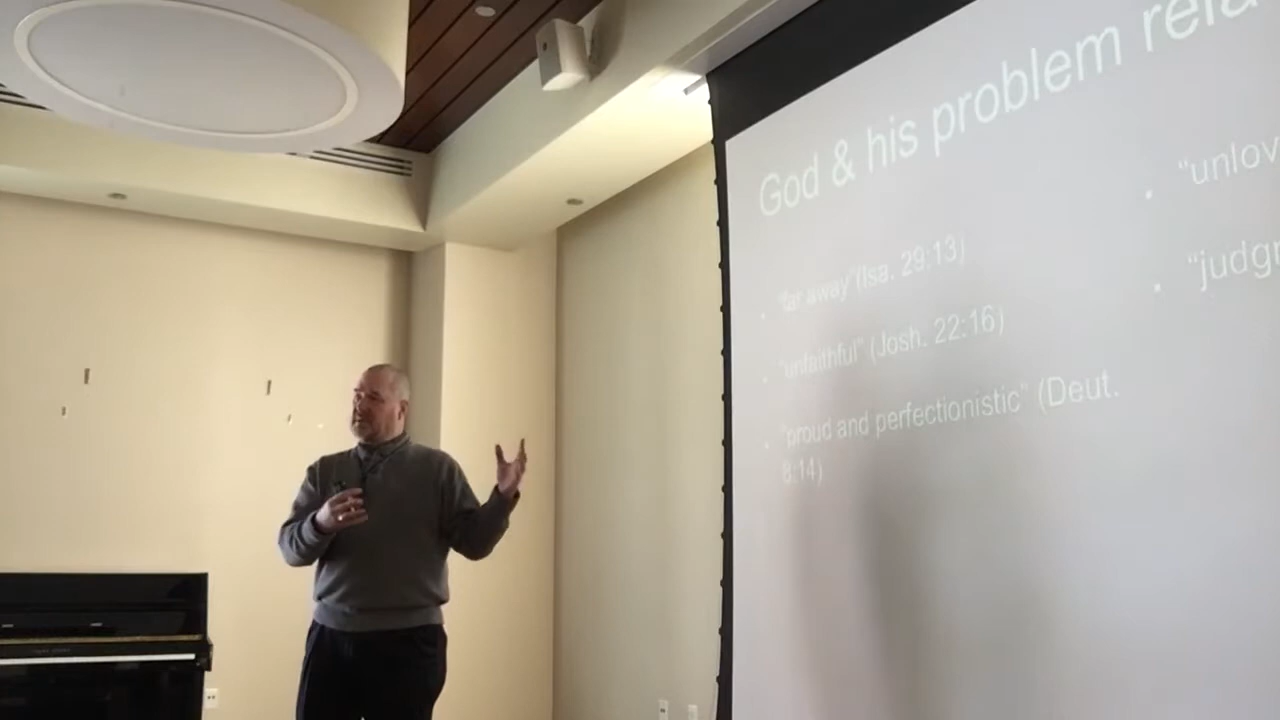 God & his problem rela
"far away"(Isa. 29:13)
"unfaithful" (Josh. 22:16)
"proud and perfectionistic" (Deut.
8:14)
"unlov
"judgm